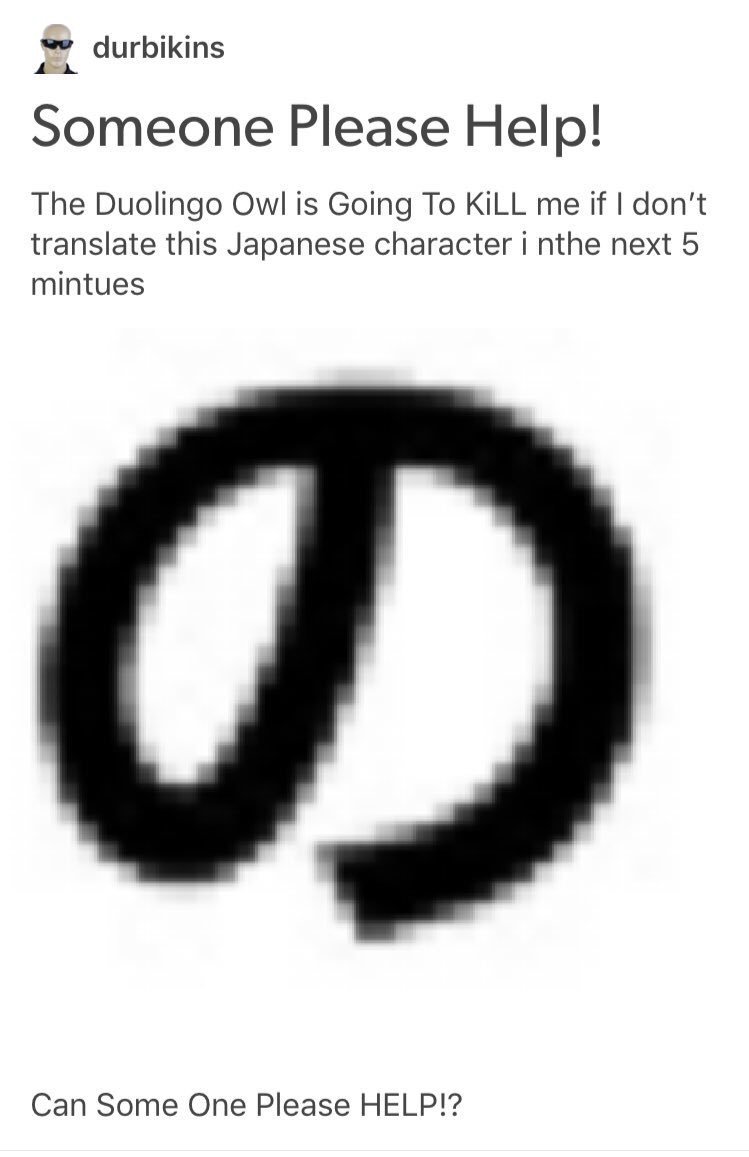 durbikins
Someone Please Help!
The Duolingo Owl is Going To KiLL me if I don’t
translate this Japanese character i nthe next 5
mintues
の
Can Some One Please HELP!?